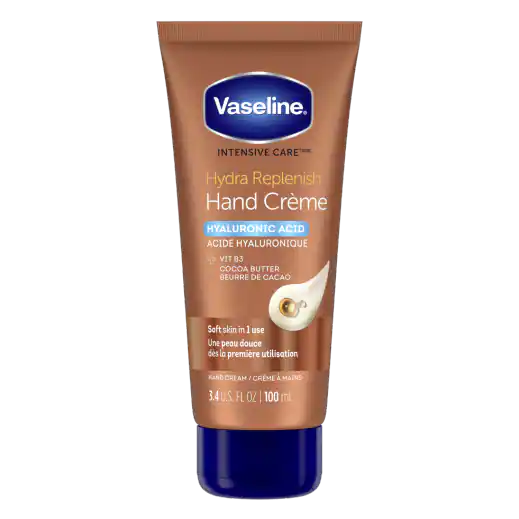 Vaseline®
INTENSIVE CARE
Hydra Replenish
Hand Crème
HYALURONIC ACID
ACIDE HYALURONIQUE
VIT B3
COCOA BUTTER
BEURRE DE CACAO
Soft skin in 1 use
Une peau douce
dès la première utilisation
HAND CREAM / CRÈME À MAINS
3.4 U.S. FL OZ | 100 mL